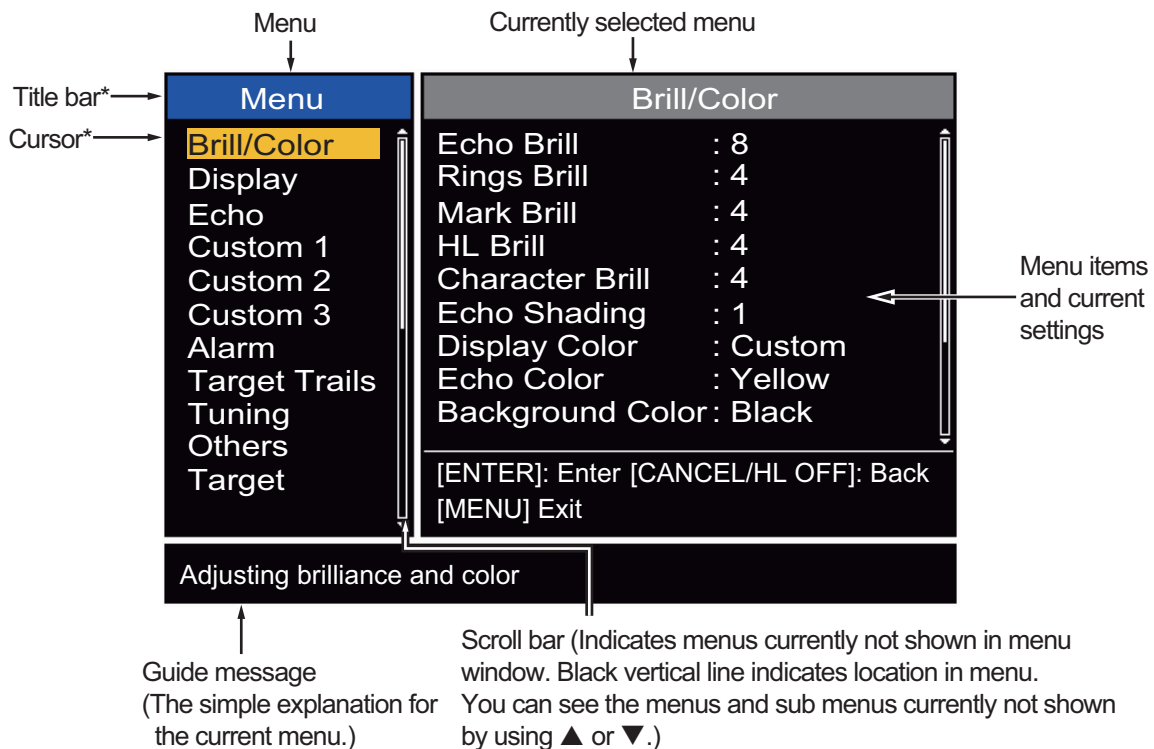 Menu
Currently selected menu
Title bar*
Cursor*
Menu
Brill/Color
Display
Echo
Custom 1
Custom 2
Custom 3
Alarm
Target Trails
Tuning
Others
Target
Brill/Color
Echo Brill : 8
Rings Brill : 4
Mark Brill : 4
HL Brill : 4
Character Brill : 4
Echo Shading : 1
Display Color : Custom
Echo Color : Yellow
Background Color : Black
[ENTER]: Enter [CANCEL/HL OFF]: Back
[MENU] Exit
Menu items
and current
settings
Adjusting brilliance and color
Guide message
(The simple explanation for
the current menu.)
Scroll bar (Indicates menus currently not shown in menu
window. Black vertical line indicates location in menu.
You can see the menus and sub menus currently not shown
by using ▲ or ▼.)